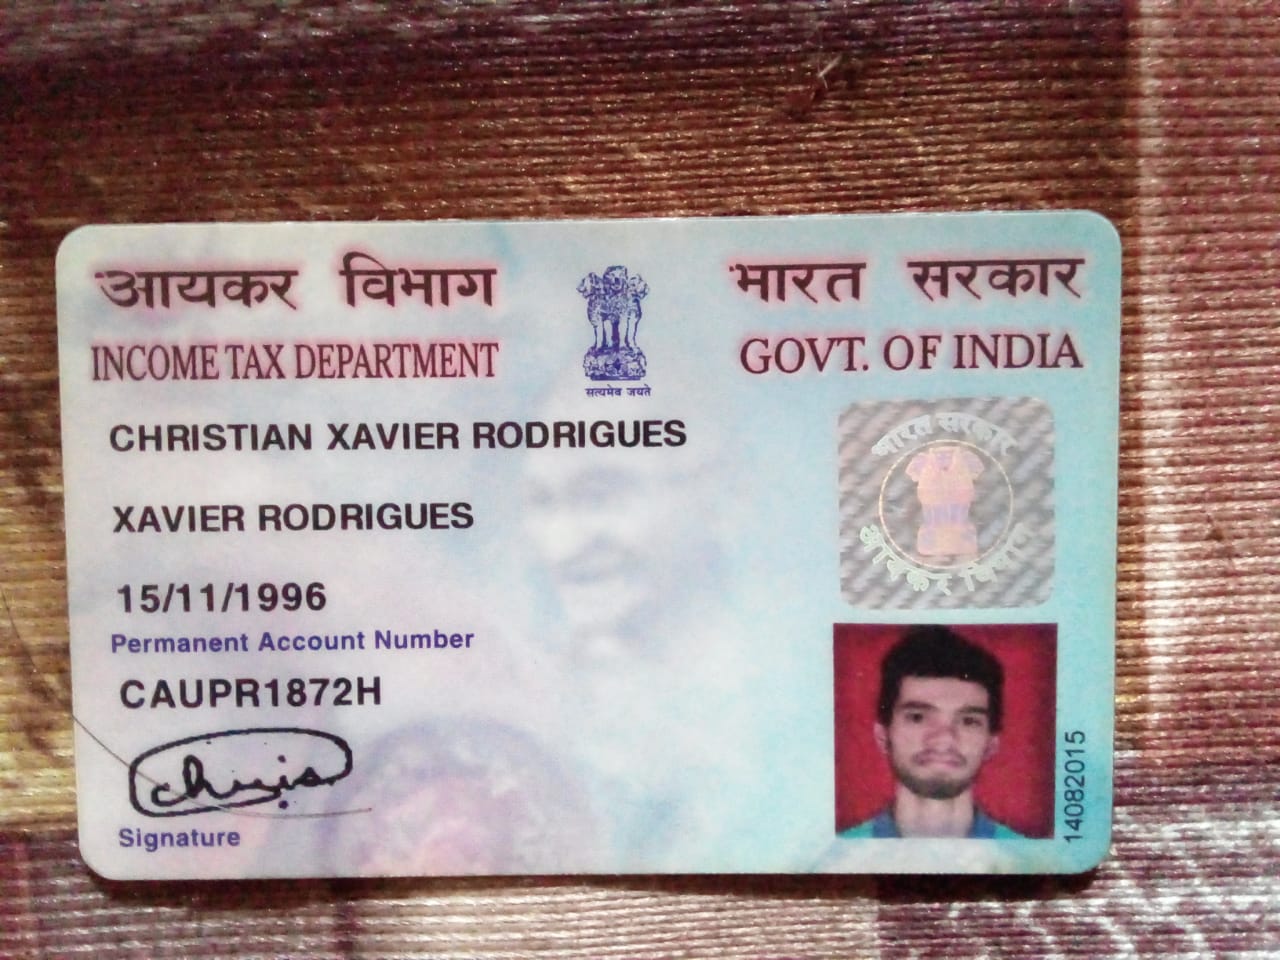 आयकर विभाग
INCOME TAX DEPARTMENT
सत्यमेव जयते
भारत सरकार
GOVT. OF INDIA
CHRISTIAN XAVIER RODRIGUES
XAVIER RODRIGUES
15/11/1996
Permanent Account Number
CAUPR1872H
chris
Signature
भारत सरकार
आयकर विभाग
14082015